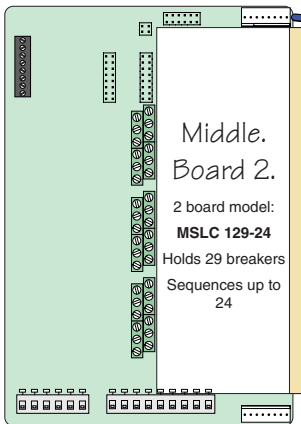 Middle.
Board 2.
2 board model:
MSLC 129-24
Holds 29 breakers
Sequences up to
24